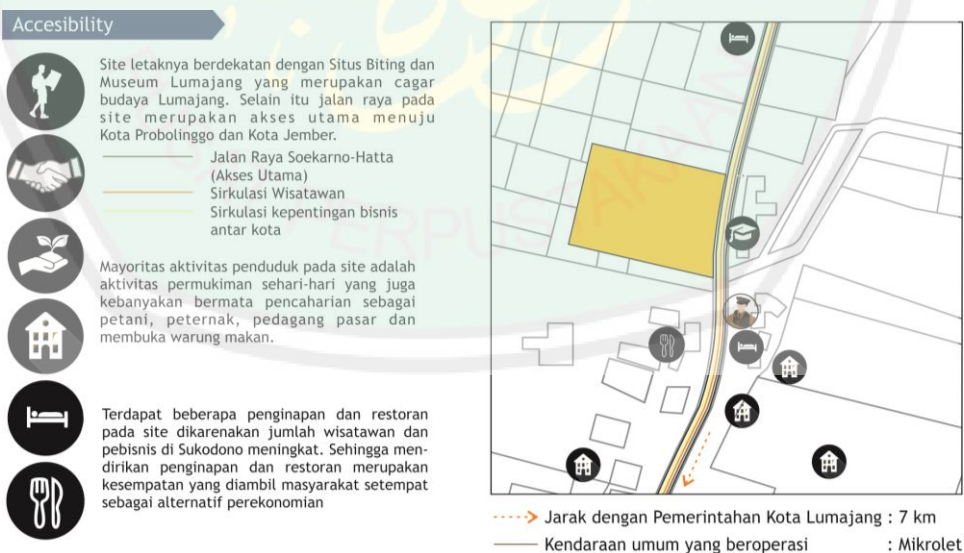 Accesibility
Site letaknya berdekatan dengan Situs Biting dan
Museum Lumajang yang merupakan cagar
budaya Lumajang. Selain itu jalan raya pada
site merupakan akses utama menuju
Kota Probolinggo dan Kota Jember.
Jalan Raya Soekarno-Hatta
(Akses Utama)
Sirkulasi Wisatawan
Sirkulasi kepentingan bisnis
antar kota
Mayoritas aktivitas penduduk pada site adalah
aktivitas permukiman sehari-hari yang juga
kebanyakan bermata pencaharian sebagai
petani, peternak, pedagang pasar dan
membuka warung makan.
Terdapat beberapa penginapan dan restoran
pada site dikarenakan jumlah wisatawan dan
pebisnis di Sukodono meningkat. Sehingga men-
dirikan penginapan dan restoran merupakan
kesempatan yang diambil masyarakat setempat
sebagai alternatif perekonomian
Jarak dengan Pemerintahan Kota Lumajang : 7 km
Kendaraan umum yang beroperasi : Mikrolet